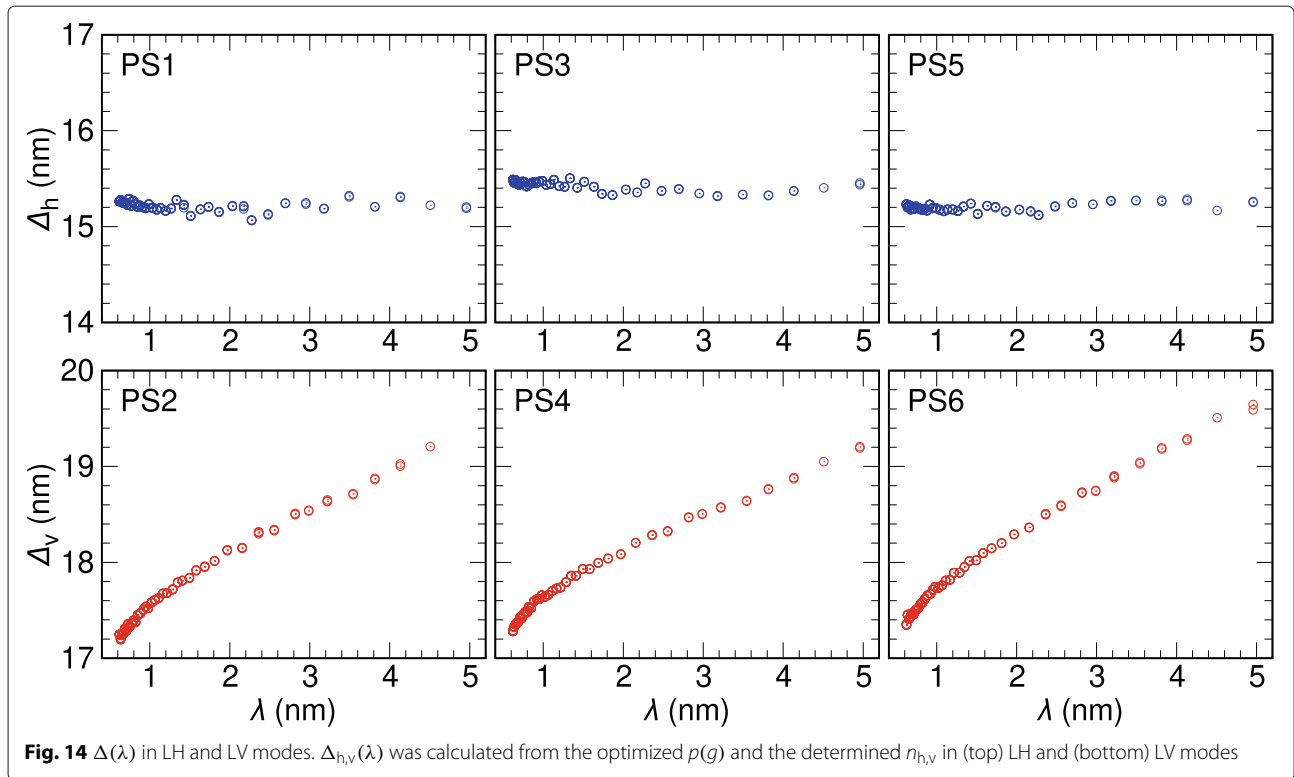 PS1 PS3 PS5
17
16
15
14
Δh (nm)
1 2 3 4 5 1 2 3 4 5 1 2 3 4 5
PS2 PS4 PS6
20
19
18
17
Δv (nm)
1 2 3 4 5 1 2 3 4 5 1 2 3 4 5
λ (nm) λ (nm) λ (nm)
Fig. 14 Δ(λ) in LH and LV modes. Δh,v(λ) was calculated from the optimized p(g) and the determined nh,v in (top) LH and (bottom) LV modes